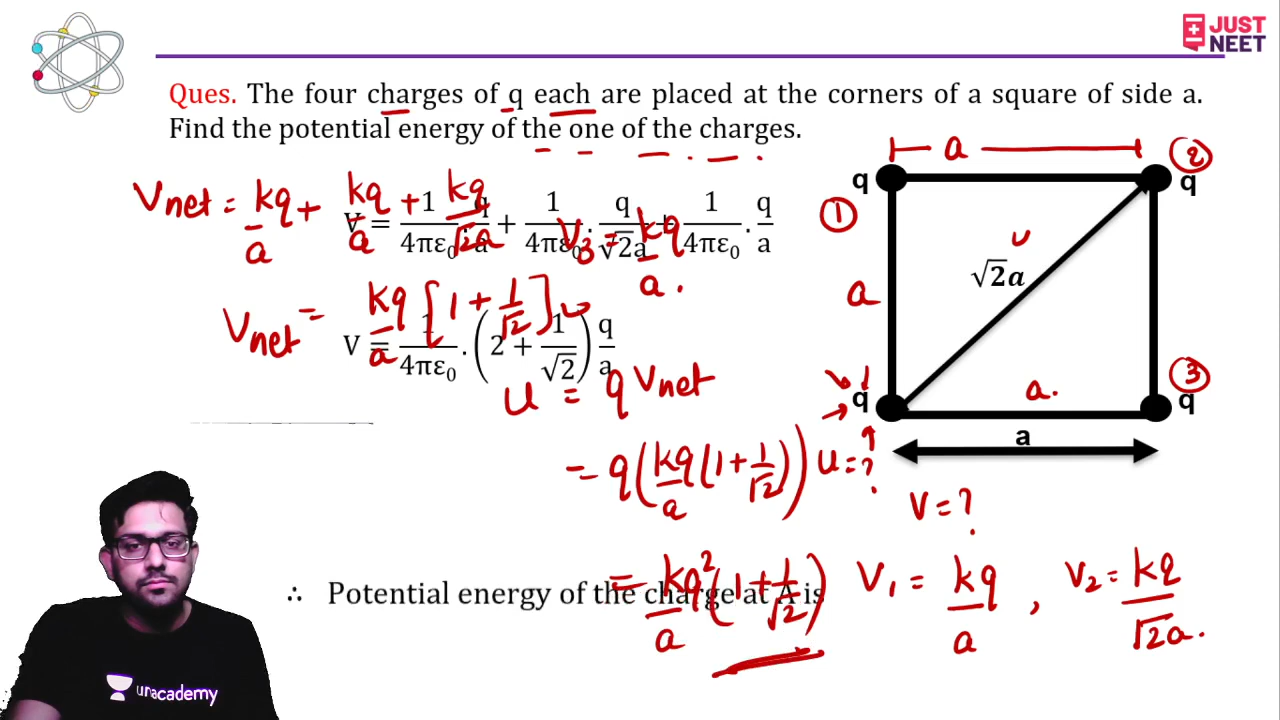 JUST
NEET
Ques. The four charges of q each are placed at the corners of a square of side a.
Find the potential energy of the one of the charges.
Vnet = kq/a + kq/a + kq/√2a
V = 1/4πε₀ . q/a + 1/4πε₀ . q/√2a + 1/4πε₀ . q/a
V₃ = kq/a .
Vnet = kq/a [1 + 1/√2]
V = 1/4πε₀ . (2 + 1/√2) q/a
U = q Vnet
= q (kq/a (1 + 1/√2))
= kq²/a (1 + 1/√2)
∴ Potential energy of the charge at A is
a
q
②
q
①
√2a
a
q
a.
③
q
a
U = ?
V = ?
V₁ = kq/a , V₂ = kq/√2a.
unacademy